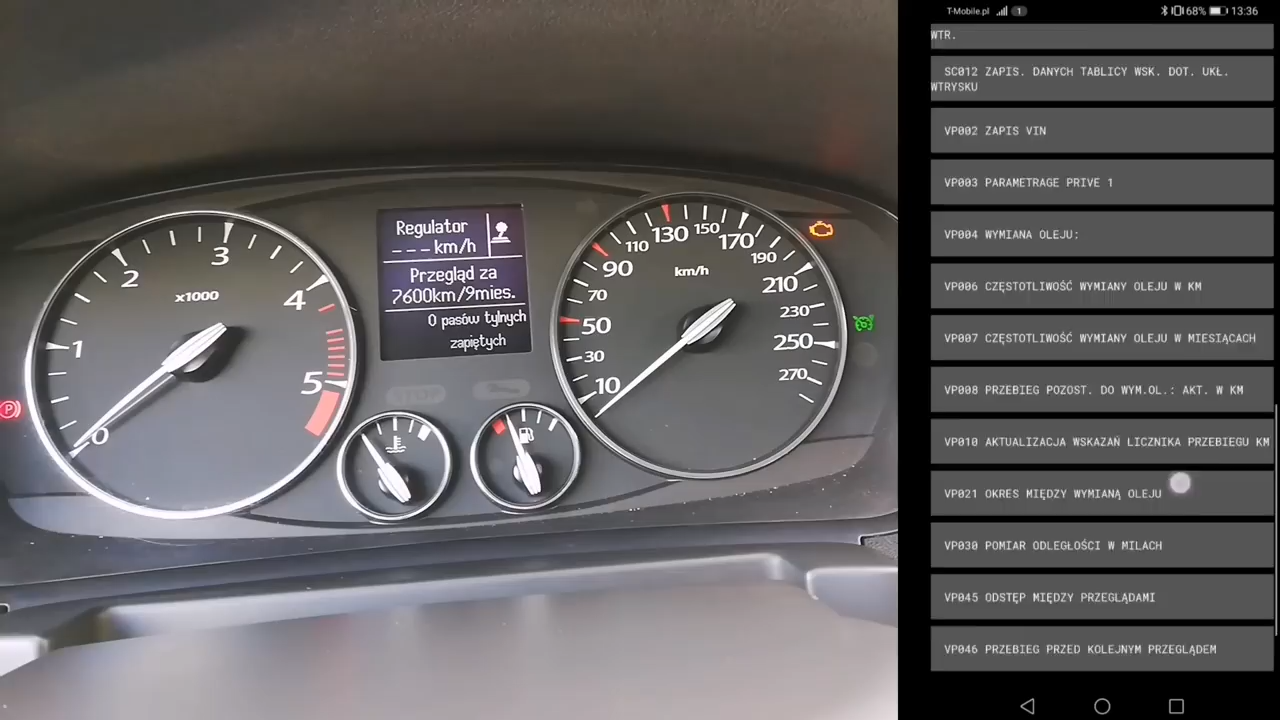 Regulator
---km/h
Przegląd za
7600km/9mies.
0 pasów tylnych
zapiętych
x1000
0
1
2
3
4
5
km/h
10
30
50
70
90
110
130
150
170
190
210
230
250
270
STOP
P
T-Mobile.pl
1
68%
13:36
WTR.
SC012 ZAPIS. DANYCH TABLICY WSK. DOT. UKŁ.
WTRYSKU
VP002 ZAPIS VIN
VP003 PARAMETRAGE PRIVE 1
VP004 WYMIANA OLEJU:
VP006 CZĘSTOTLIWOŚĆ WYMIANY OLEJU W KM
VP007 CZĘSTOTLIWOŚĆ WYMIANY OLEJU W MIESIĄCACH
VP008 PRZEBIEG POZOST. DO WYM.OL.: AKT. W KM
VP010 AKTUALIZACJA WSKAZAŃ LICZNIKA PRZEBIEGU KM
VP021 OKRES MIĘDZY WYMIANĄ OLEJU
VP030 POMIAR ODLEGŁOŚCI W MILACH
VP045 ODSTĘP MIĘDZY PRZEGLĄDAMI
VP046 PRZEBIEG PRZED KOLEJNYM PRZEGLĄDEM